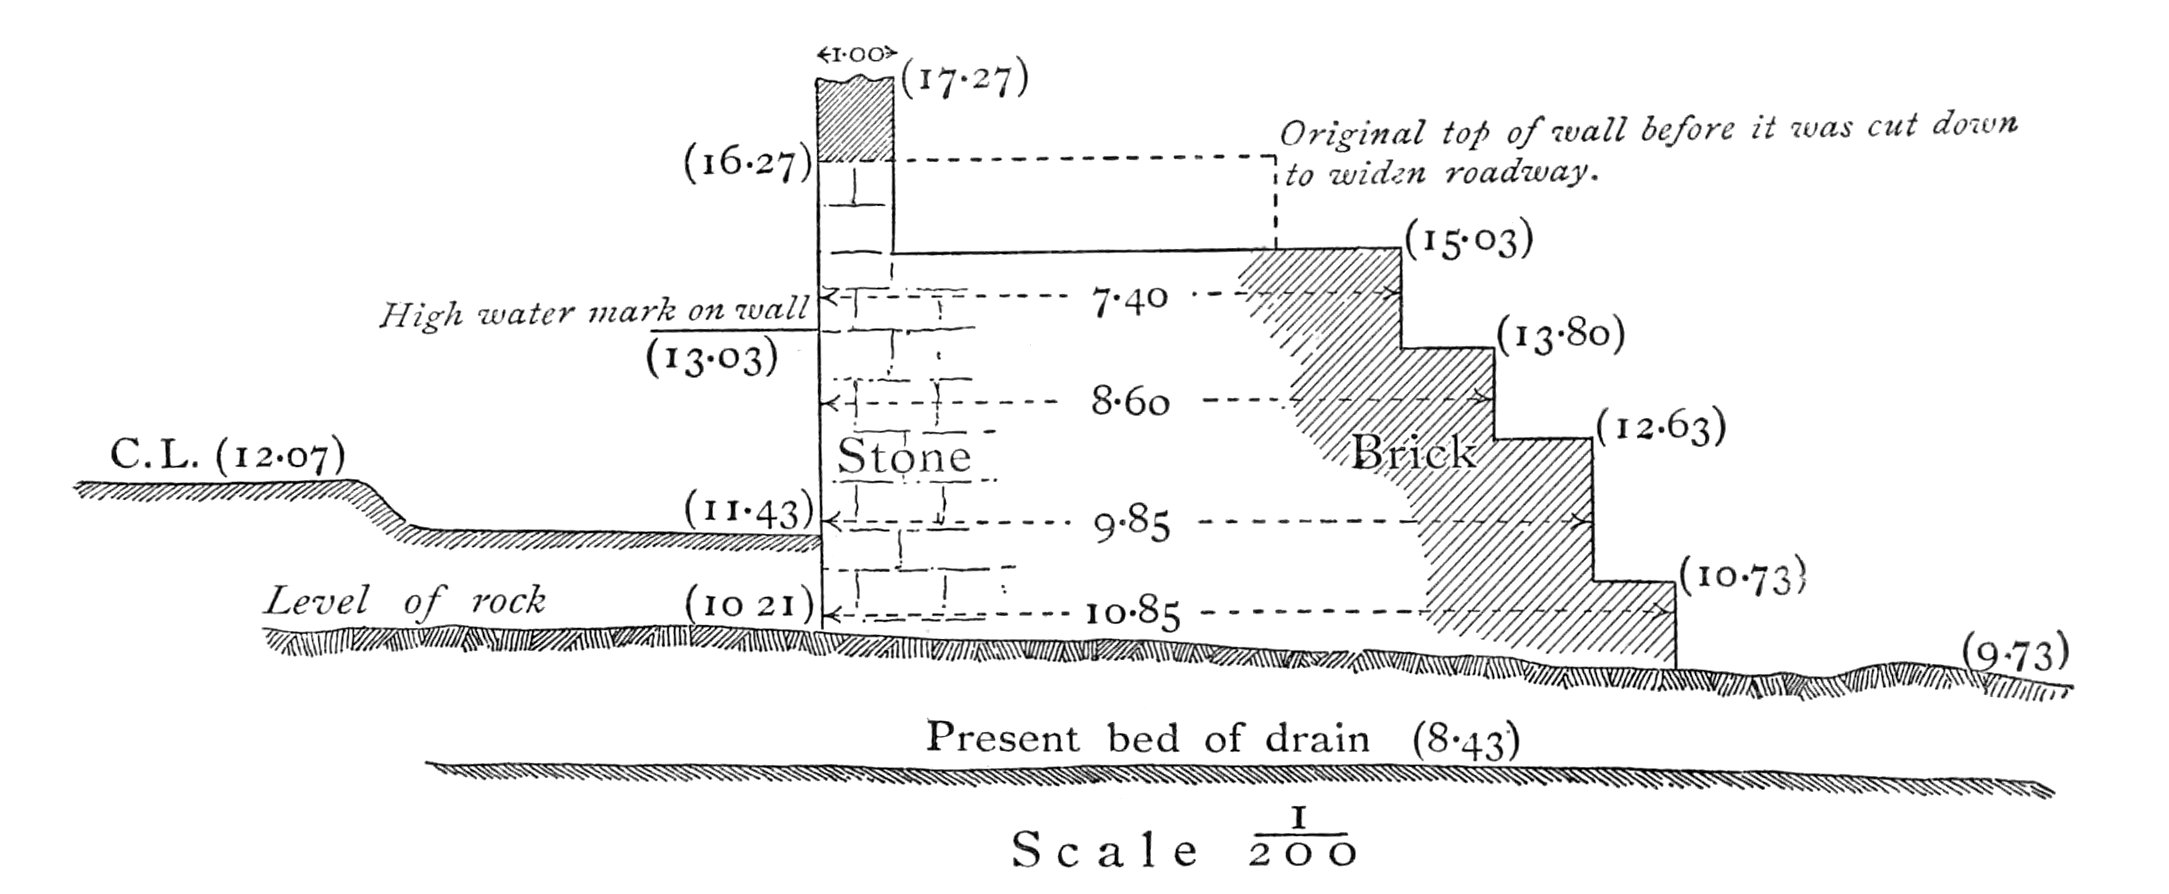 1·00
(17·27)
(16·27)
Original top of wall before it was cut down
to widen roadway.
(15·03)
7·40
High water mark on wall
(13·03)
(13·80)
8·60
(12·63)
C.L. (12·07)
Stone
Brick
(11·43)
9·85
(10·73)
Level of rock
(10 21)
10·85
(9·73)
Present bed of drain (8·43)
Scale 1/200